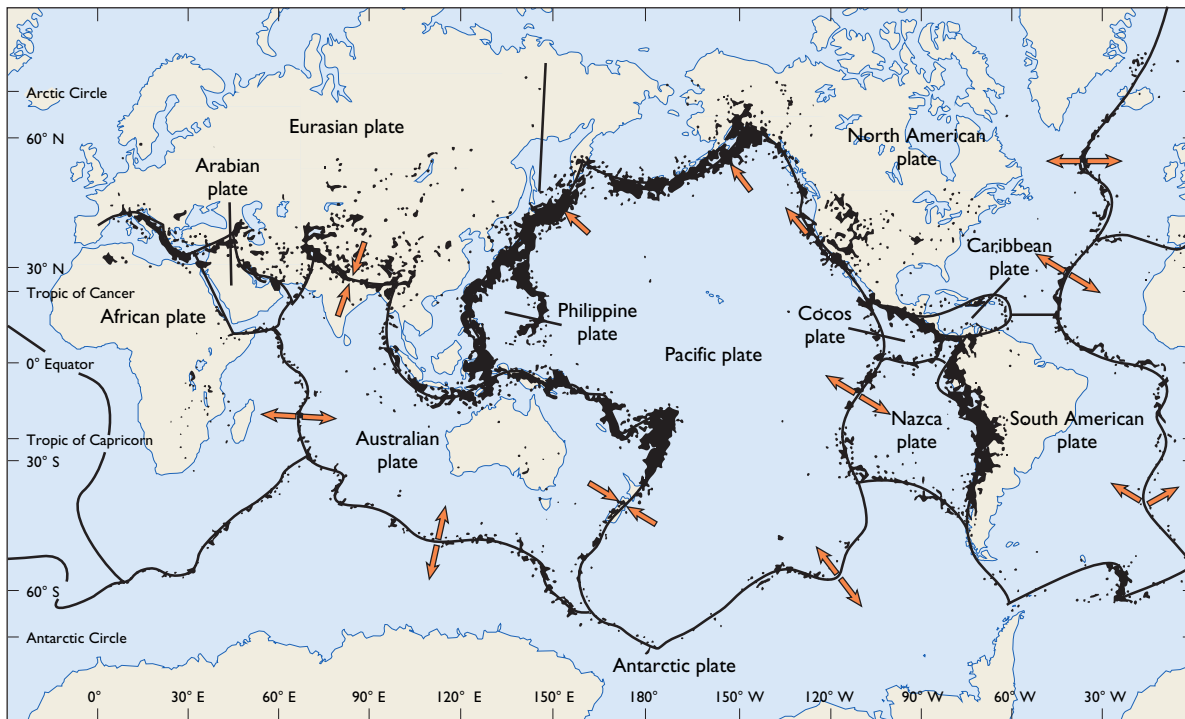 Arctic Circle
60° N
Eurasian plate
North American
plate
Arabian
plate
Caribbean
plate
30° N
Tropic of Cancer
African plate
Philippine
plate
Cocos
plate
Pacific plate
0° Equator
Nazca
plate
South American
plate
Tropic of Capricorn
Australian
plate
30° S
60° S
Antarctic Circle
Antarctic plate
0° 30° E 60° E 90° E 120° E 150° E 180° 150° W 120° W 90° W 60° W 30° W